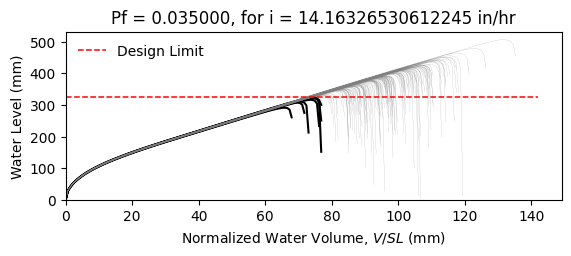 Pf = 0.035000, for i = 14.16326530612245 in/hr
Design Limit
Water Level (mm)
500
400
300
200
100
0
0 20 40 60 80 100 120 140
Normalized Water Volume, V/SL (mm)